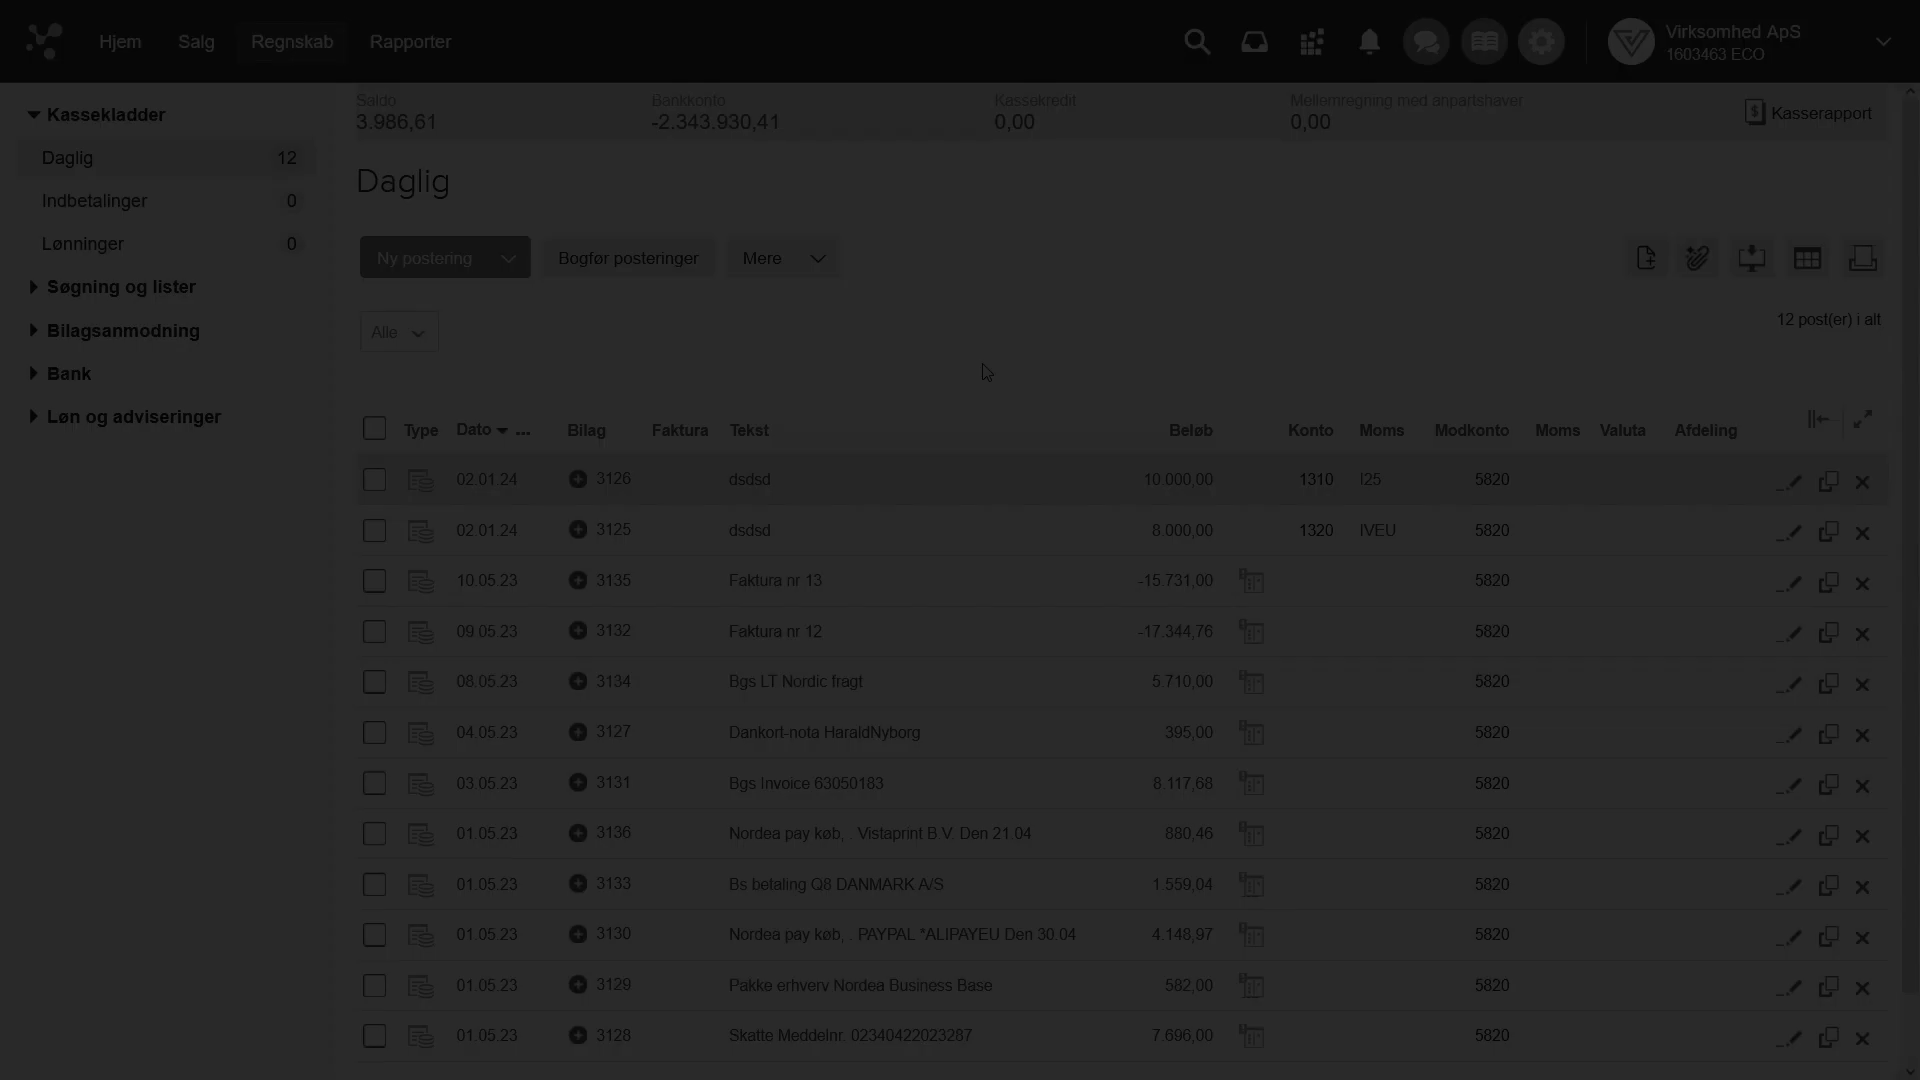 Hjem Salg Regnskab Rapporter Virksomhed ApS
1603463 ECO
Kassekladder
Daglig 12
Indbetalinger 0
Lønninger 0
Søgning og lister
Bilagsanmodning
Bank
Løn og adviseringer
Saldo Bankkonto Kassekredit Mellemregning med anpartshaver
3.986,61 -2.343.930,41 0,00 0,00 Kasserapport
Daglig
Ny postering Bogfør posteringer Mere
Alle 12 post(er) i alt
Type Dato ... Bilag Faktura Tekst Beløb Konto Moms Modkonto Moms Valuta Afdeling
02.01.24 3126 dsdsd 10.000,00 1310 I25 5820
02.01.24 3125 dsdsd 8.000,00 1320 IVEU 5820
10.05.23 3135 Faktura nr 13 -15.731,00 5820
09.05.23 3132 Faktura nr 12 -17.344,76 5820
08.05.23 3134 Bgs LT Nordic fragt 5.710,00 5820
04.05.23 3127 Dankort-nota HaraldNyborg 395,00 5820
03.05.23 3131 Bgs Invoice 63050183 8.117,68 5820
01.05.23 3136 Nordea pay køb, . Vistaprint B.V. Den 21.04 880,46 5820
01.05.23 3133 Bs betaling Q8 DANMARK A/S 1.559,04 5820
01.05.23 3130 Nordea pay køb, . PAYPAL *ALIPAYEU Den 30.04 4.148,97 5820
01.05.23 3129 Pakke erhverv Nordea Business Base 582,00 5820
01.05.23 3128 Skatte Meddelnr. 02340422023287 7.696,00 5820